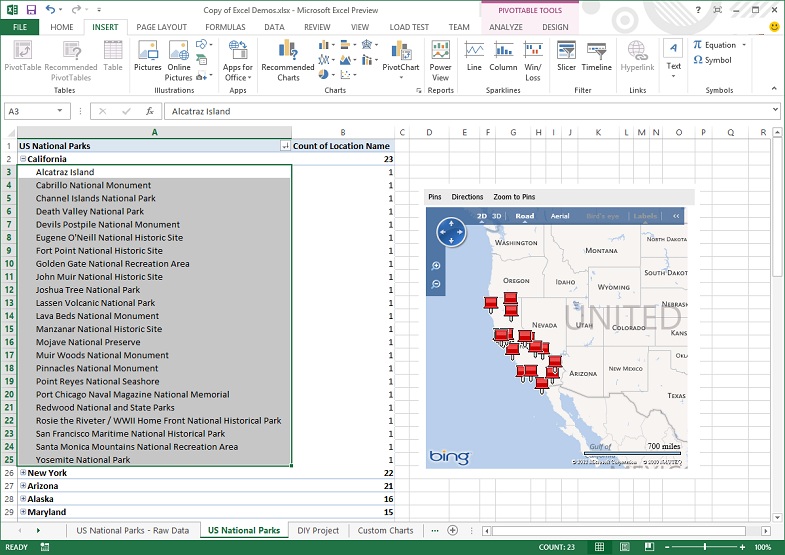 Copy of Excel Demos.xlsx - Microsoft Excel Preview
PIVOTTABLE TOOLS
FILE HOME INSERT PAGE LAYOUT FORMULAS DATA REVIEW VIEW LOAD TEST TEAM ANALYZE DESIGN
PivotTable Recommended PivotTables Table Pictures Online Pictures Apps for Office Recommended Charts PivotChart Power View Line Column Win/Loss Slicer Timeline Hyperlink Text Equation Symbol
Tables Illustrations Apps Charts Reports Sparklines Filter Links Symbols
A3 fx Alcatraz Island
A B C D E F G H I J K L M N O P Q R
1 US National Parks Count of Location Name
2 California 23
3 Alcatraz Island 1
4 Cabrillo National Monument 1
5 Channel Islands National Park 1
6 Death Valley National Park 1
7 Devils Postpile National Monument 1
8 Eugene O'Neill National Historic Site 1
9 Fort Point National Historic Site 1
10 Golden Gate National Recreation Area 1
11 John Muir National Historic Site 1
12 Joshua Tree National Park 1
13 Lassen Volcanic National Park 1
14 Lava Beds National Monument 1
15 Manzanar National Historic Site 1
16 Mojave National Preserve 1
17 Muir Woods National Monument 1
18 Pinnacles National Monument 1
19 Point Reyes National Seashore 1
20 Port Chicago Naval Magazine National Memorial 1
21 Redwood National and State Parks 1
22 Rosie the Riveter / WWII Home Front National Historical Park 1
23 San Francisco Maritime National Historical Park 1
24 Santa Monica Mountains National Recreation Area 1
25 Yosemite National Park 1
26 New York 22
27 Arizona 21
28 Alaska 16
29 Maryland 15
Pins Directions Zoom to Pins
2D 3D Road Aerial Bird's eye Labels <<
WASHINGTON
MONTANA
NORTH DAKOTA
OREGON
IDAHO
WYOMING
SOUTH DAKOT
NEBRAS
NEVADA
UTAH
COLORADO
UNITED
KANS
ARIZONA
NEW MEXICO
OKL
TEXAS
Gulf of
700 miles
bing
US National Parks - Raw Data US National Parks DIY Project Custom Charts ...
READY COUNT: 23 100%